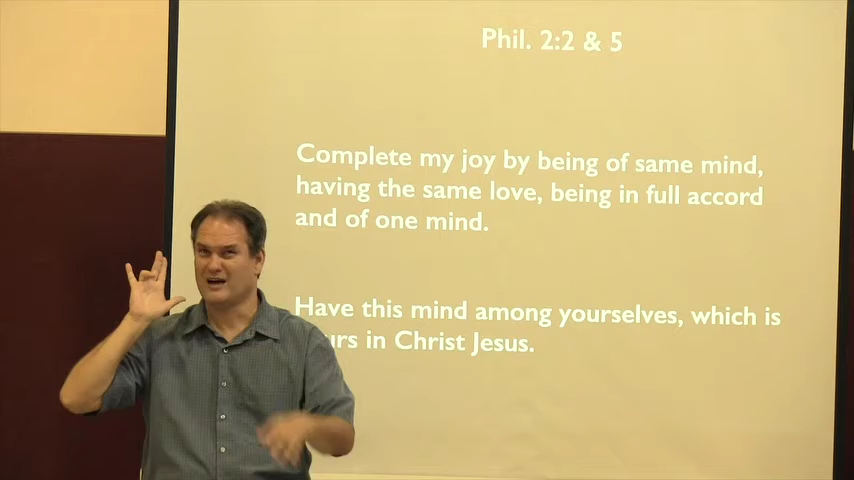 Phil. 2:2 & 5
Complete my joy by being of same mind,
having the same love, being in full accord
and of one mind.
Have this mind among yourselves, which is
in Christ Jesus.